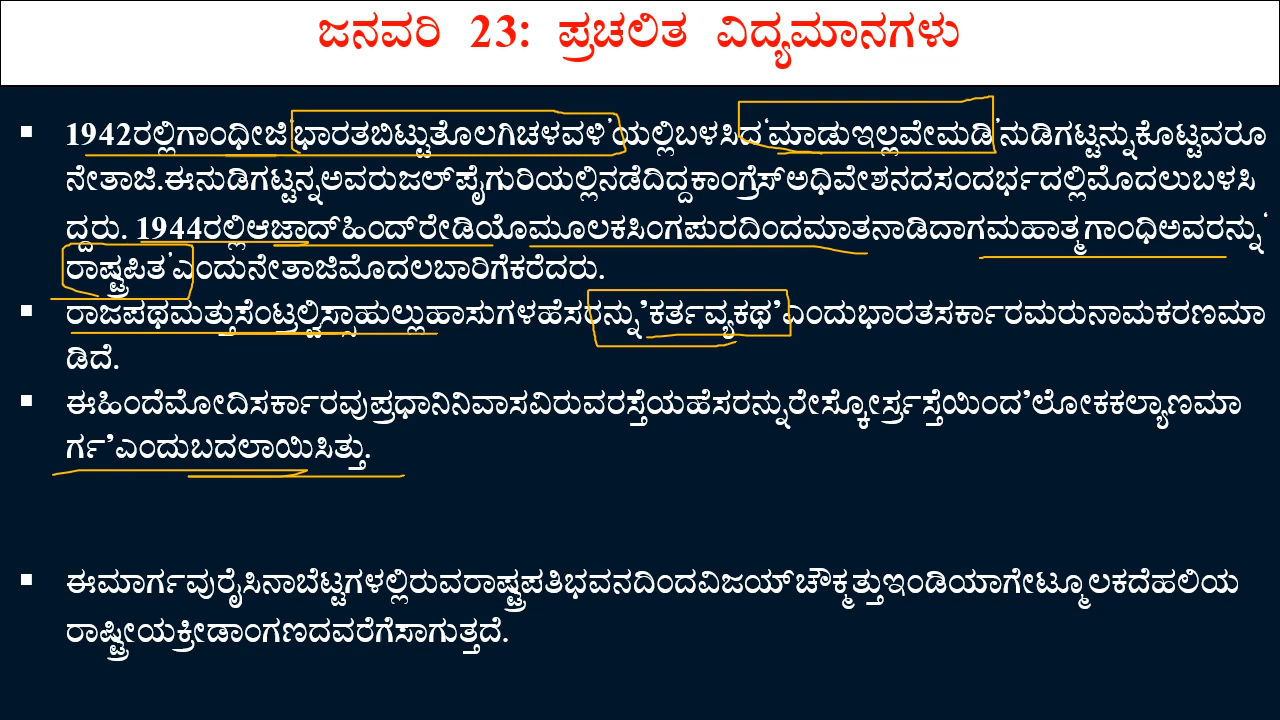 ಜನವರಿ 23: ಪ್ರಚಲಿತ ವಿದ್ಯಮಾನಗಳು
▪ 1942ರಲ್ಲಿಗಾಂಧೀಜಿ‘ಭಾರತಬಿಟ್ಟುತೊಲಗಿಚಳವಳಿ’ಯಲ್ಲಿಬಳಸಿದ‘ಮಾಡುಇಲ್ಲವೇಮಡಿ’ನುಡಿಗಟ್ಟನ್ನುಕೊಟ್ಟವರೂ
ನೇತಾಜಿ.ಈನುಡಿಗಟ್ಟನ್ನಅವರುಜಲ್‌ಪೈಗುರಿಯಲ್ಲಿನಡೆದಿದ್ದಕಾಂಗ್ರೆಸ್‌ಅಧಿವೇಶನದಸಂದರ್ಭದಲ್ಲಿಮೊದಲುಬಳಸಿ
ದ್ದರು. 1944ರಲ್ಲಿಆಜಾದ್‌ಹಿಂದ್‌ರೇಡಿಯೊಮೂಲಕಸಿಂಗಪುರದಿಂದಮಾತನಾಡಿದಾಗಮಹಾತ್ಮಗಾಂಧಿಅವರನ್ನು‘
ರಾಷ್ಟ್ರಪಿತ’ಎಂದುನೇತಾಜಿಮೊದಲಬಾರಿಗೆಕರೆದರು.
▪ ರಾಜಪಥಮತ್ತುಸೆಂಟ್ರಲ್ವಿಸ್ತಾಹುಲ್ಲುಹಾಸುಗಳಹೆಸರನ್ನು’ಕರ್ತವ್ಯಕಥ’ಎಂದುಭಾರತಸರ್ಕಾರಮರುನಾಮಕರಣಮಾ
ಡಿದೆ.
▪ ಈಹಿಂದೆಮೋದಿಸರ್ಕಾರವುಪ್ರಧಾನಿನಿವಾಸವಿರುವರಸ್ತೆಯಹೆಸರನ್ನುರೇಸ್ಕೋರ್ಸ್ರಸ್ತೆಯಿಂದ’ಲೋಕಕಲ್ಯಾಣಮಾ
ರ್ಗ’ಎಂದುಬದಲಾಯಿಸಿತ್ತು.
▪ ಈಮಾರ್ಗವುರೈಸಿನಾಬೆಟ್ಟಗಳಲ್ಲಿರುವರಾಷ್ಟ್ರಪತಿಭವನದಿಂದವಿಜಯ್‌ಚೌಕ್ಮತ್ತುಇಂಡಿಯಾಗೇಟ್ಮೂಲಕದೆಹಲಿಯ
ರಾಷ್ಟ್ರೀಯಕ್ರೀಡಾಂಗಣದವರೆಗೆಸಾಗುತ್ತದೆ.